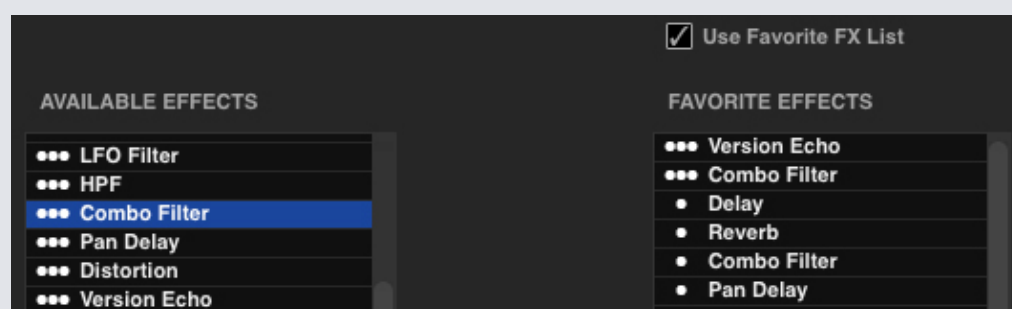 Use Favorite FX List
AVAILABLE EFFECTS
LFO Filter
HPF
Combo Filter
Pan Delay
Distortion
Version Echo
FAVORITE EFFECTS
Version Echo
Combo Filter
Delay
Reverb
Combo Filter
Pan Delay